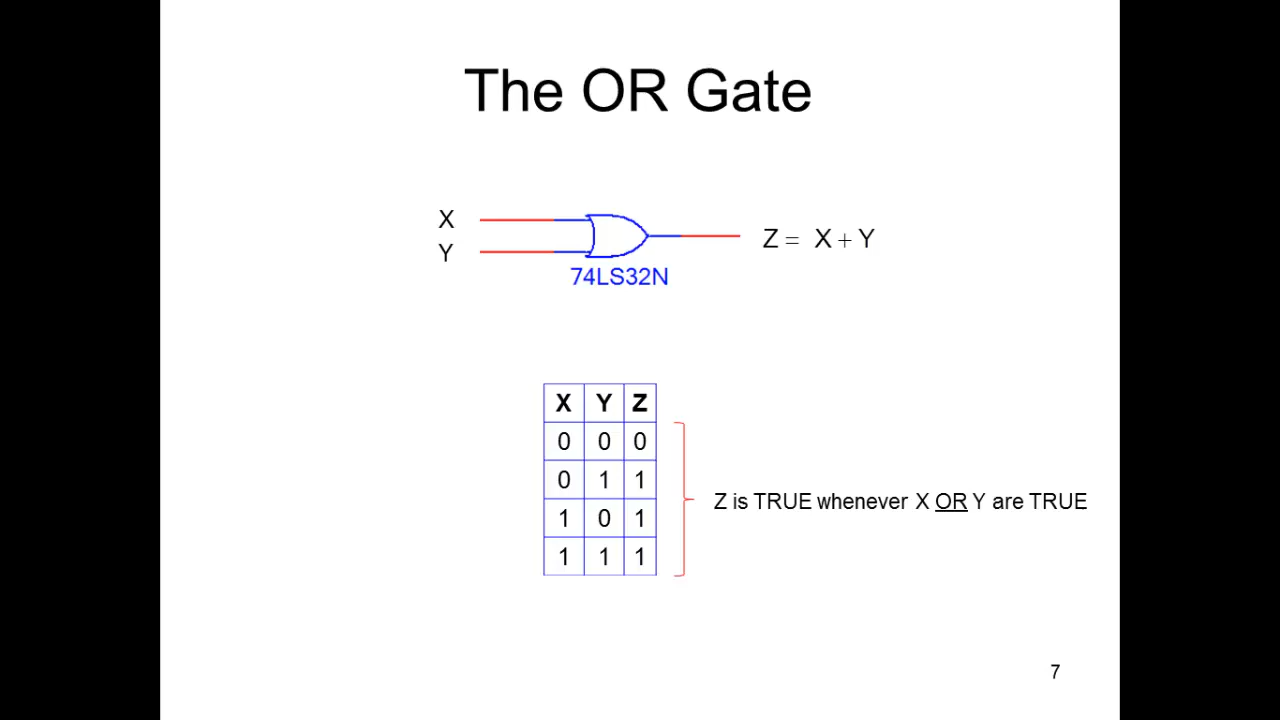 The OR Gate
X
Y
Z = X + Y
74LS32N
X Y Z
0 0 0
0 1 1
1 0 1
1 1 1
Z is TRUE whenever X OR Y are TRUE
7